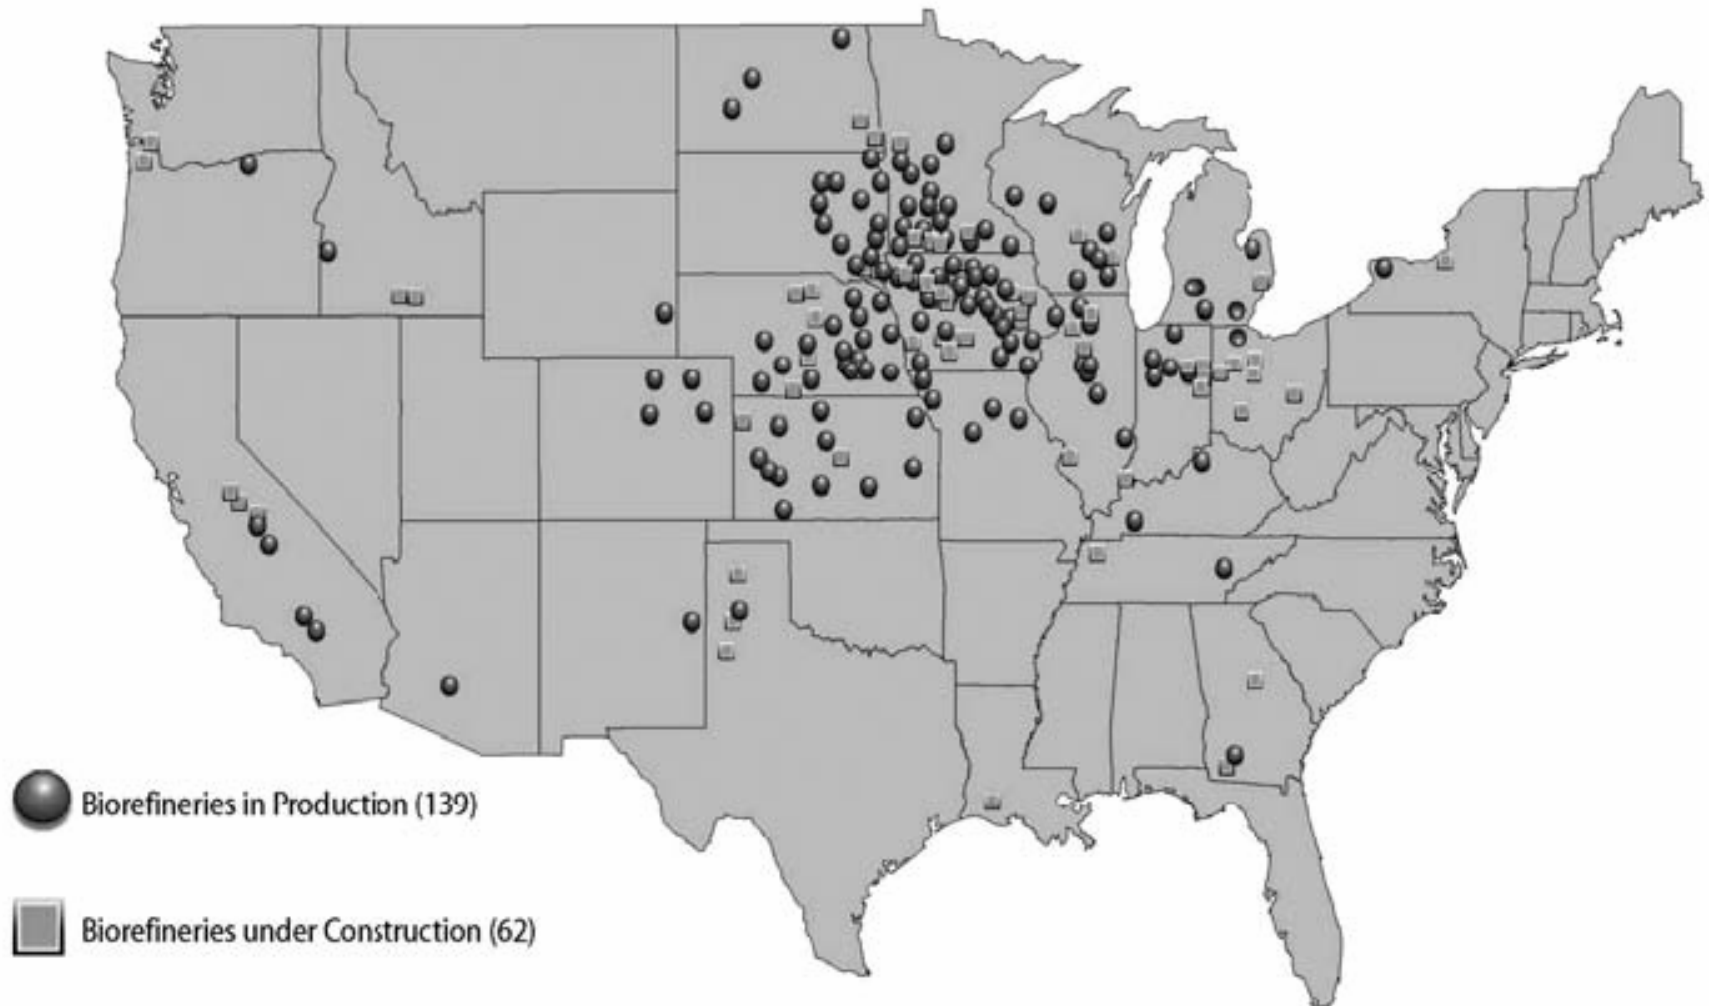 Biorefineries in Production (139)
Biorefineries under Construction (62)